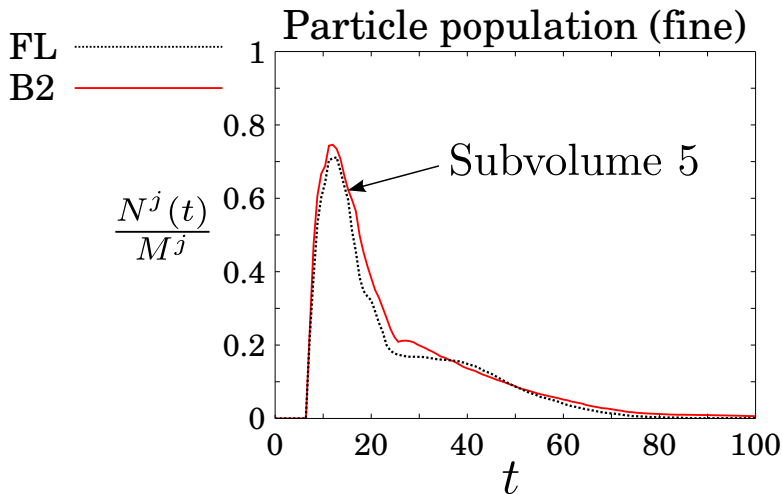 Particle population (fine)
FL
B2
1
0.8
0.6
0.4
0.2
0
Subvolume 5
N^j(t)
M^j
0 20 40 60 80 100
t